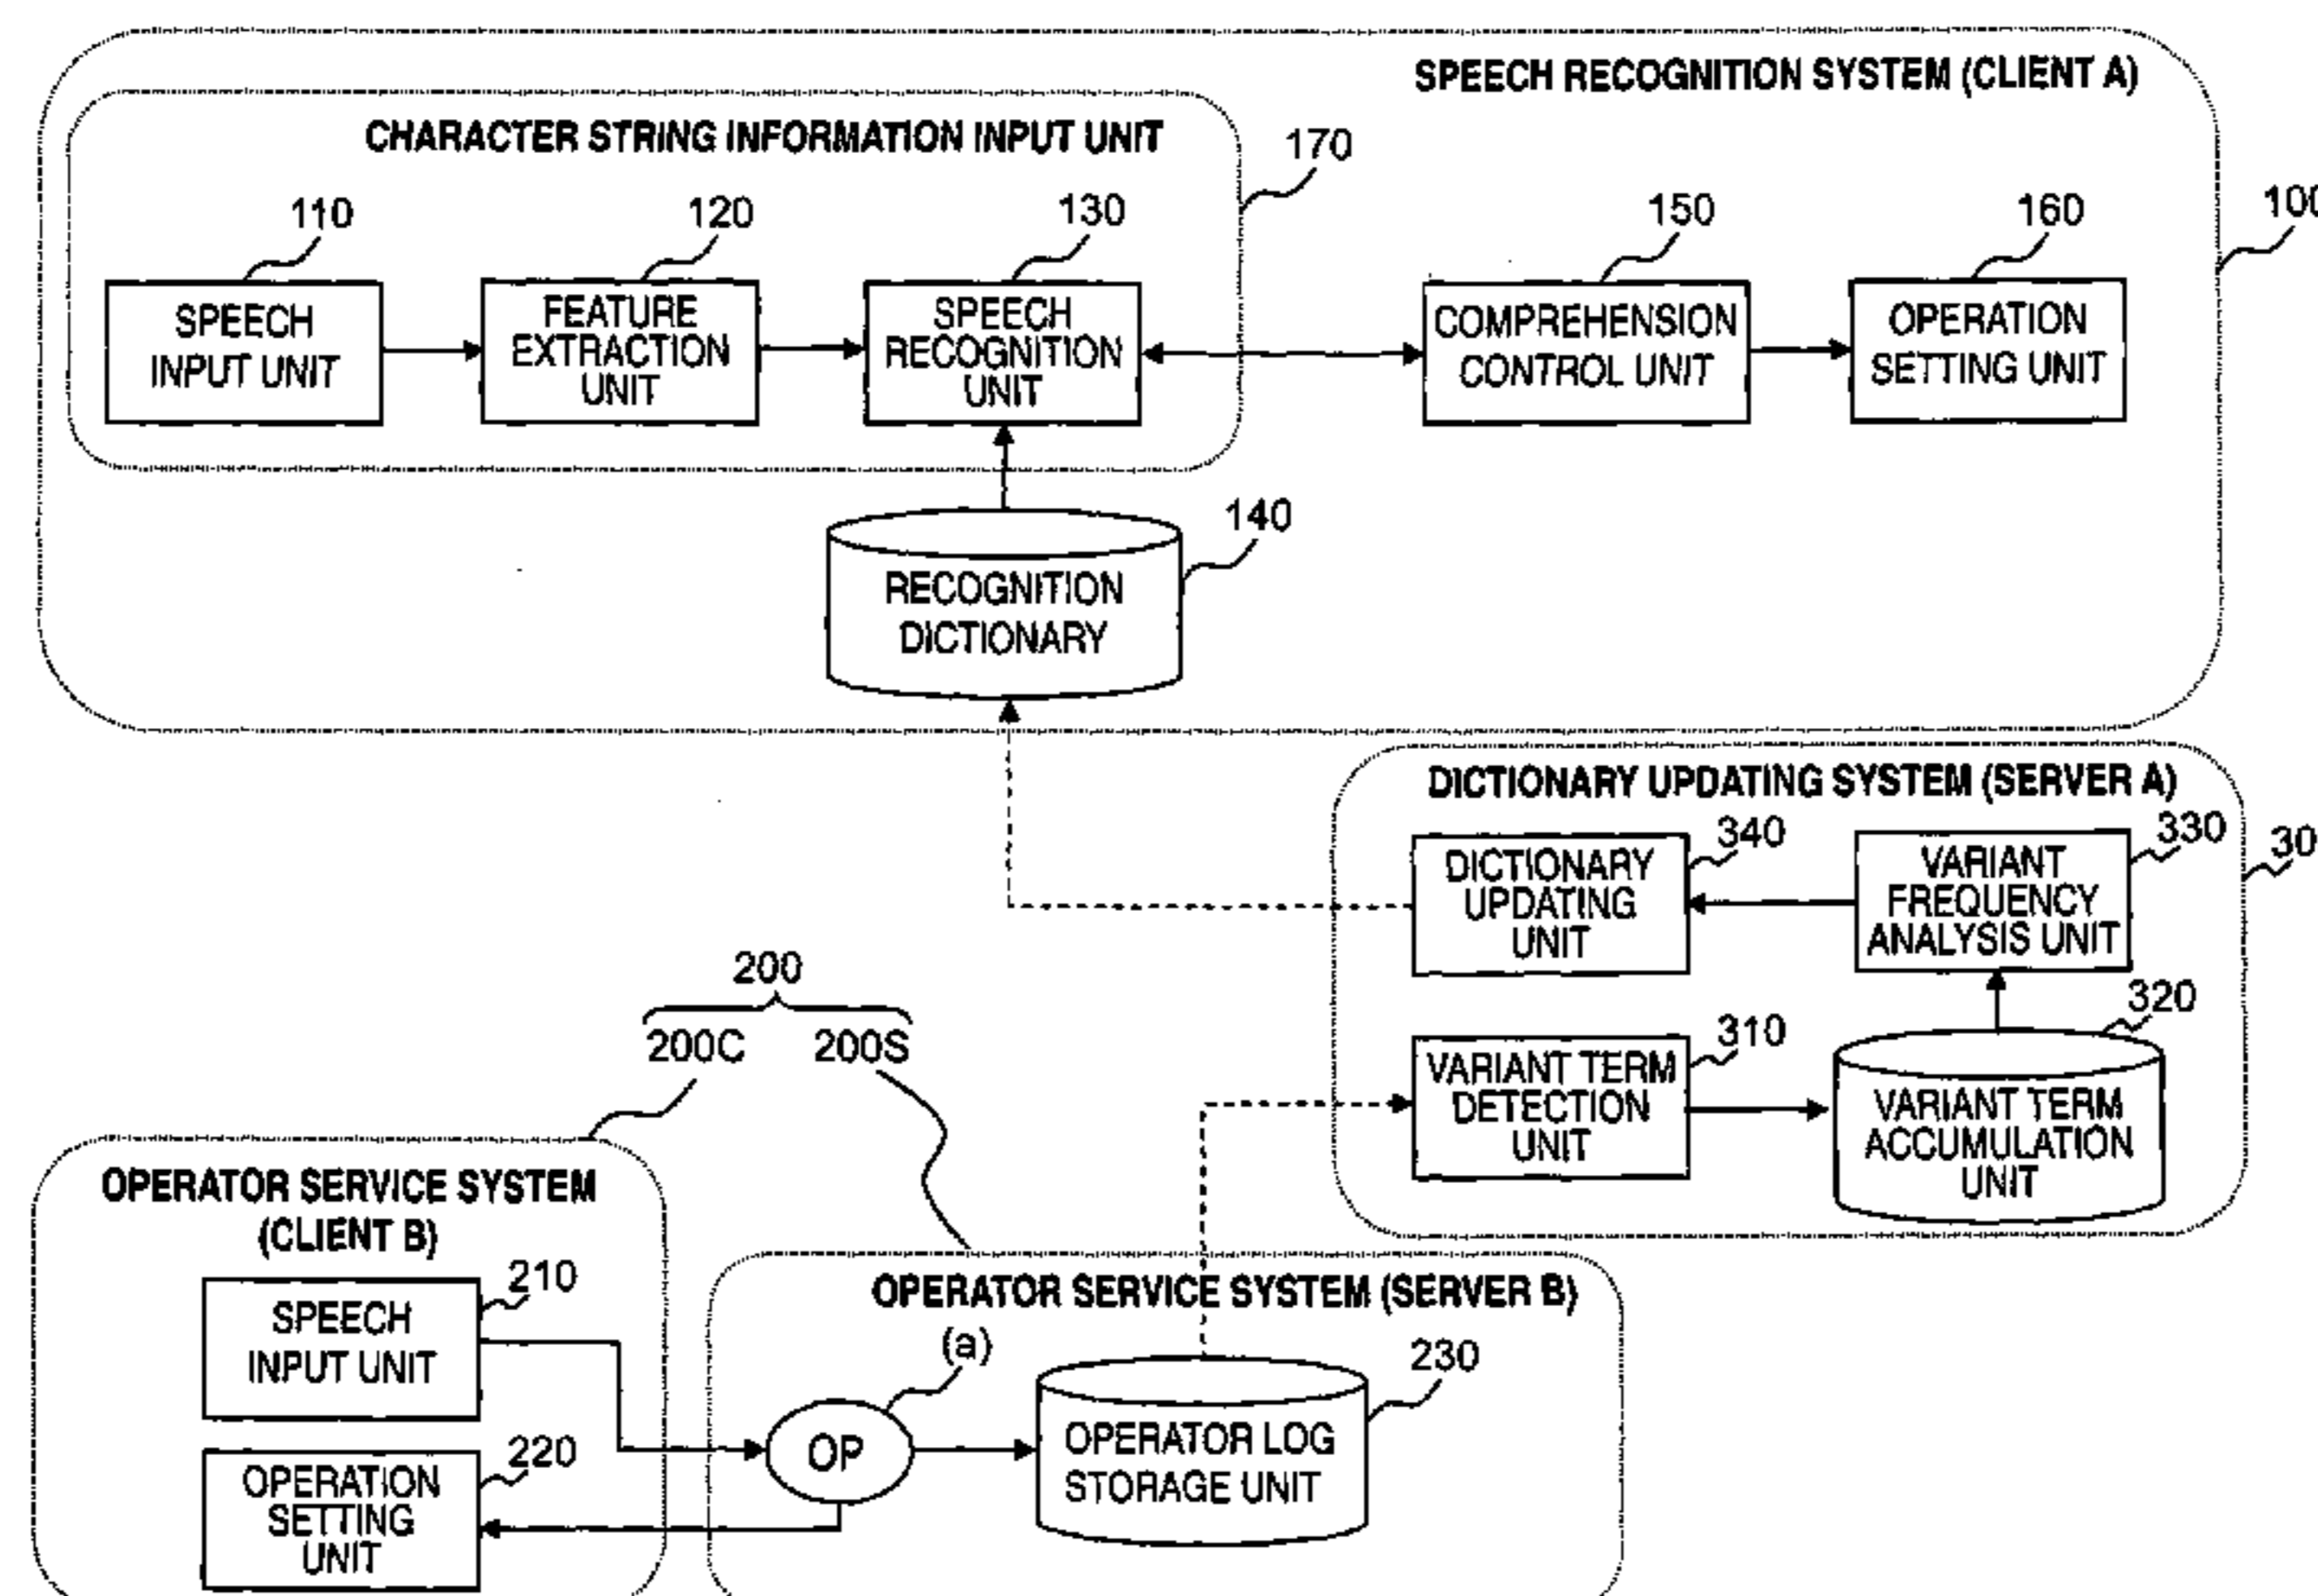 SPEECH RECOGNITION SYSTEM (CLIENT A)
CHARACTER STRING INFORMATION INPUT UNIT
170
100
110
120
130
150
160
SPEECH
INPUT UNIT
FEATURE
EXTRACTION
UNIT
SPEECH
RECOGNITION
UNIT
COMPREHENSION
CONTROL UNIT
OPERATION
SETTING UNIT
140
RECOGNITION
DICTIONARY
DICTIONARY UPDATING SYSTEM (SERVER A)
340
330
30
DICTIONARY
UPDATING
UNIT
VARIANT
FREQUENCY
ANALYSIS UNIT
320
310
VARIANT TERM
DETECTION
UNIT
VARIANT TERM
ACCUMULATION
UNIT
200
200C
200S
OPERATOR SERVICE SYSTEM
(CLIENT B)
210
SPEECH
INPUT UNIT
220
OPERATION
SETTING
UNIT
OPERATOR SERVICE SYSTEM (SERVER B)
(a)
230
OP
OPERATOR LOG
STORAGE UNIT